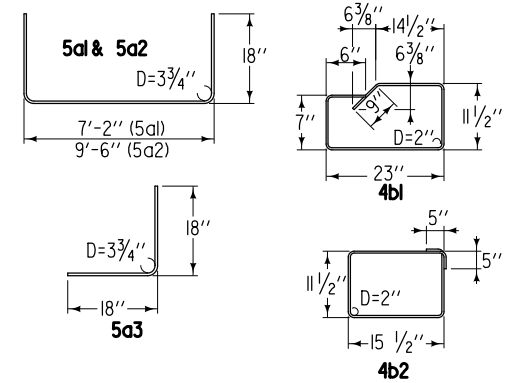 5a1 & 5a2
D=3¾"
18"
7'-2" (5a1)
9'-6" (5a2)
6⅜"
14½"
6"
6⅜"
9"
7"
D=2"
11½"
23"
4b1
D=3¾"
18"
18"
5a3
5"
5"
11½"
D=2"
15 ½"
4b2